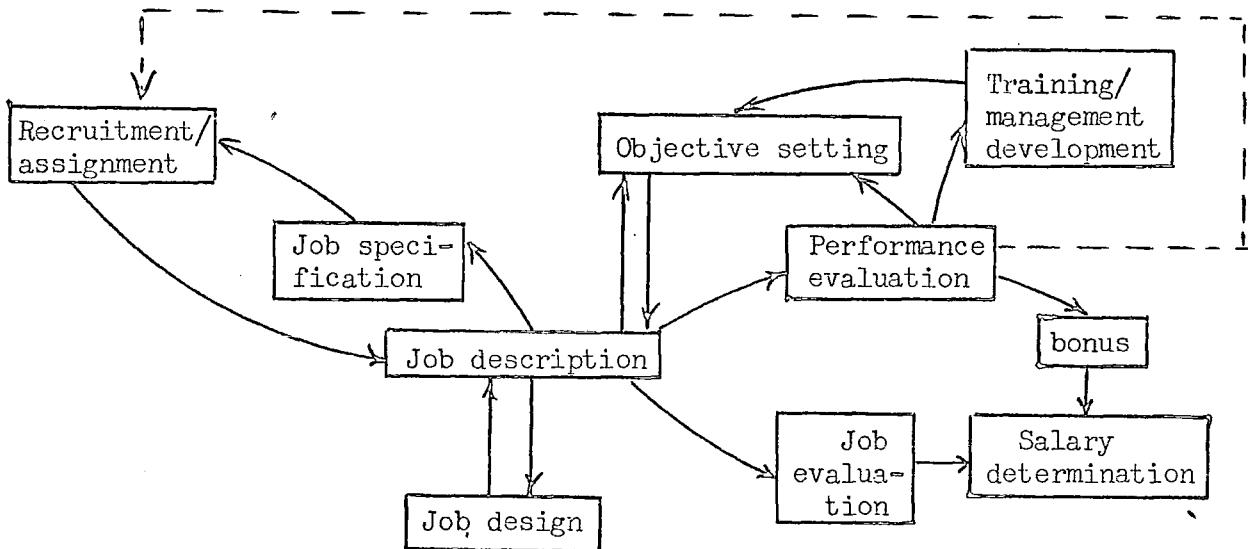 Recruitment/
assignment
Training/
management
development
Objective setting
Job speci-
fication
Performance
evaluation
Job description
bonus
Job
evalua-
tion
Salary
determination
Job design